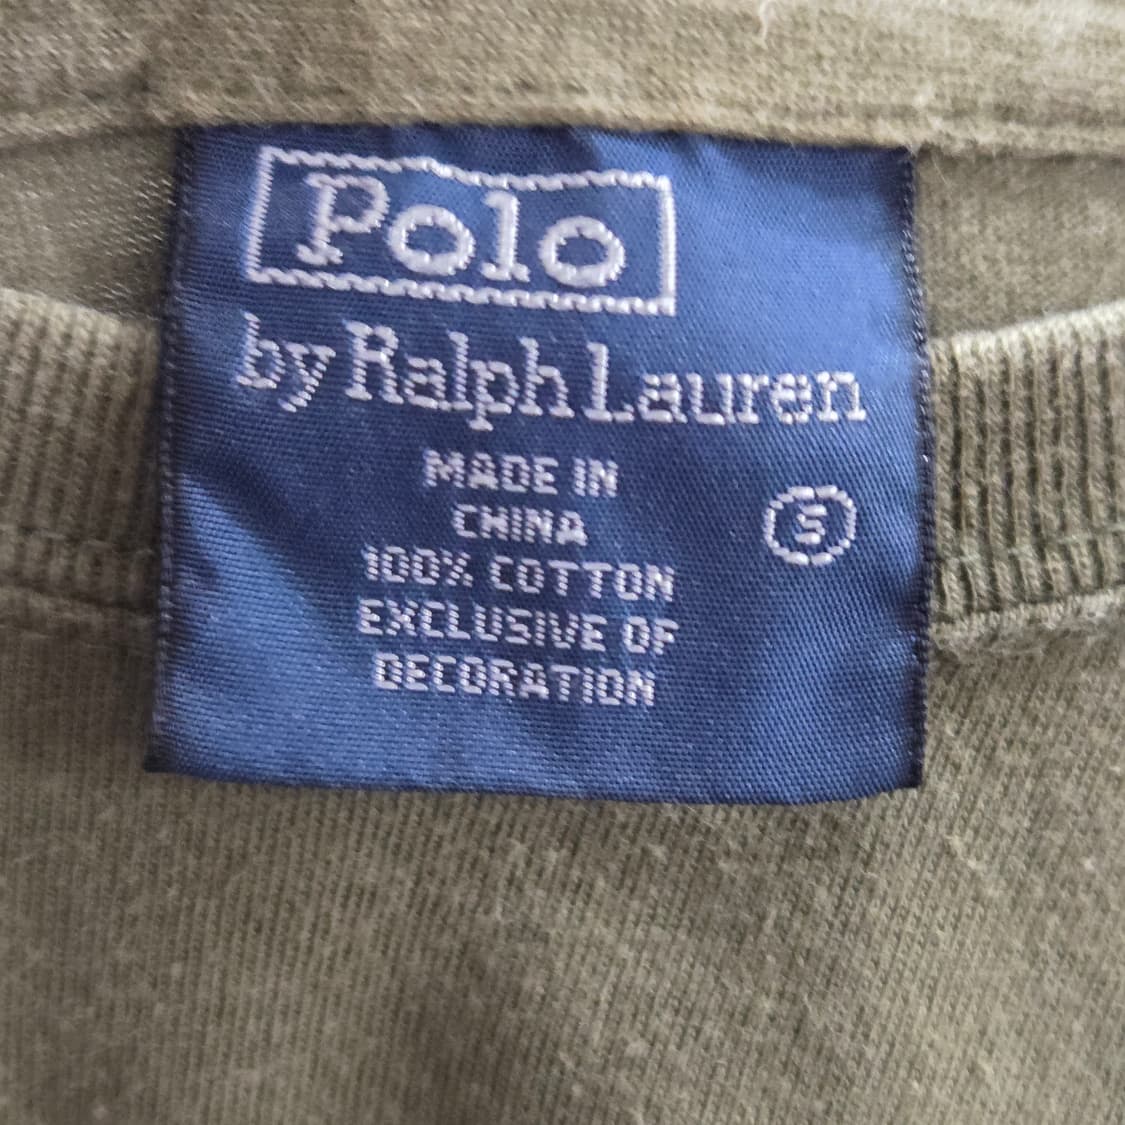 Polo
by Ralph Lauren
MADE IN
CHINA
S
100% COTTON
EXCLUSIVE OF
DECORATION